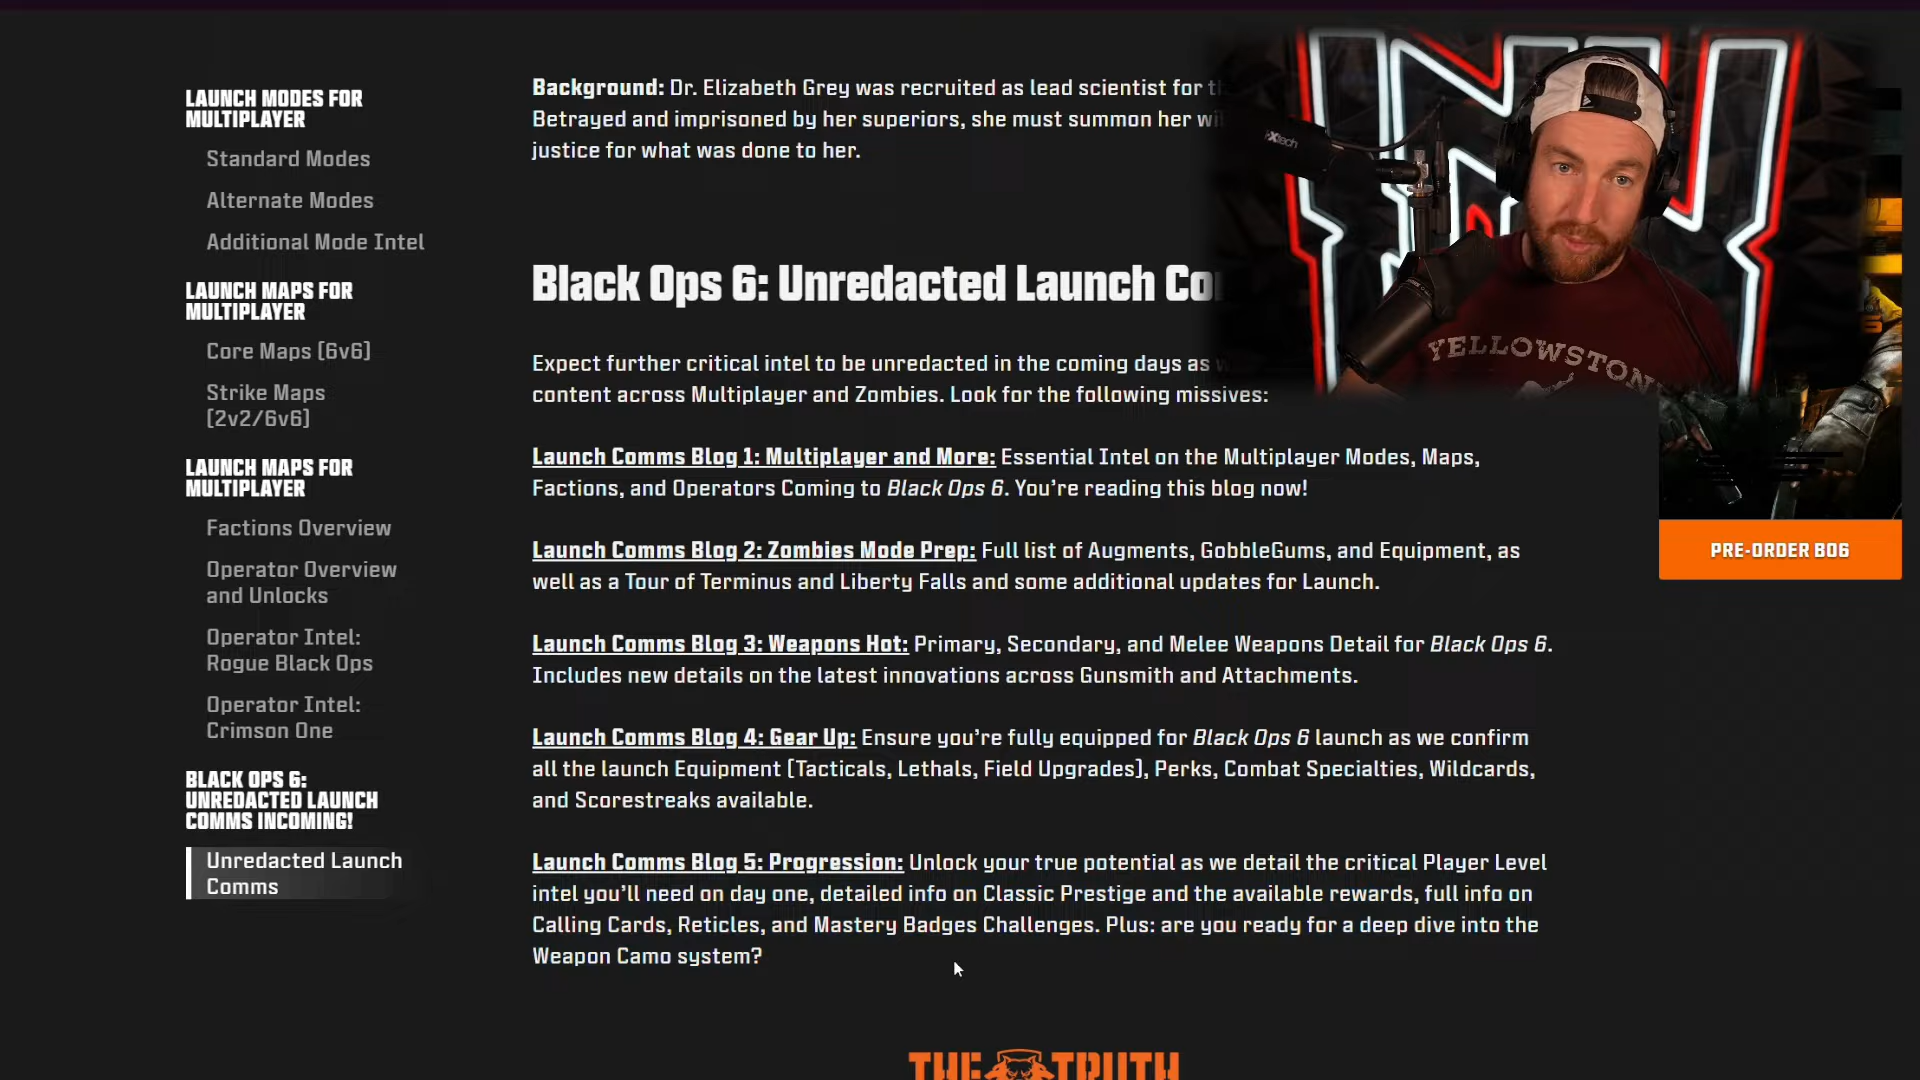 LAUNCH MODES FOR
MULTIPLAYER
Standard Modes
Alternate Modes
Additional Mode Intel
LAUNCH MAPS FOR
MULTIPLAYER
Core Maps [6v6]
Strike Maps
[2v2/6v6]
LAUNCH MAPS FOR
MULTIPLAYER
Factions Overview
Operator Overview
and Unlocks
Operator Intel:
Rogue Black Ops
Operator Intel:
Crimson One
BLACK OPS 6:
UNREDACTED LAUNCH
COMMS INCOMING!
Unredacted Launch
Comms
Background: Dr. Elizabeth Grey was recruited as lead scientist for
Betrayed and imprisoned by her superiors, she must summon her
justice for what was done to her.
Black Ops 6: Unredacted Launch
Expect further critical intel to be unredacted in the coming days as
content across Multiplayer and Zombies. Look for the following missives:
Launch Comms Blog 1: Multiplayer and More: Essential Intel on the Multiplayer Modes, Maps,
Factions, and Operators Coming to Black Ops 6. You’re reading this blog now!
Launch Comms Blog 2: Zombies Mode Prep: Full list of Augments, GobbleGums, and Equipment, as
well as a Tour of Terminus and Liberty Falls and some additional updates for Launch.
Launch Comms Blog 3: Weapons Hot: Primary, Secondary, and Melee Weapons Detail for Black Ops 6.
Includes new details on the latest innovations across Gunsmith and Attachments.
Launch Comms Blog 4: Gear Up: Ensure you’re fully equipped for Black Ops 6 launch as we confirm
all the launch Equipment [Tacticals, Lethals, Field Upgrades], Perks, Combat Specialties, Wildcards,
and Scorestreaks available.
Launch Comms Blog 5: Progression: Unlock your true potential as we detail the critical Player Level
intel you’ll need on day one, detailed info on Classic Prestige and the available rewards, full info on
Calling Cards, Reticles, and Mastery Badges Challenges. Plus: are you ready for a deep dive into the
Weapon Camo system?
THE TRUTH
YELLOWSTON
PRE-ORDER BO6